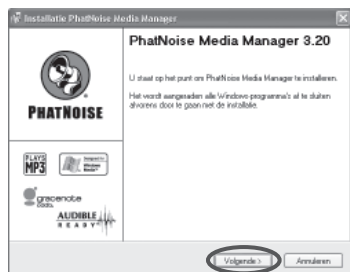 Installatie PhatNoise Media Manager
PhatNoise Media Manager 3.20
U staat op het punt om PhatNoise Media Manager te installeren.
Het wordt aangeraden alle Windows-programma's af te sluiten
alvorens door te gaan met de installatie.
PHATNOISE
PLAYS
MP3
gracenote
AUDIBLE
READY
Volgende >
Annuleren